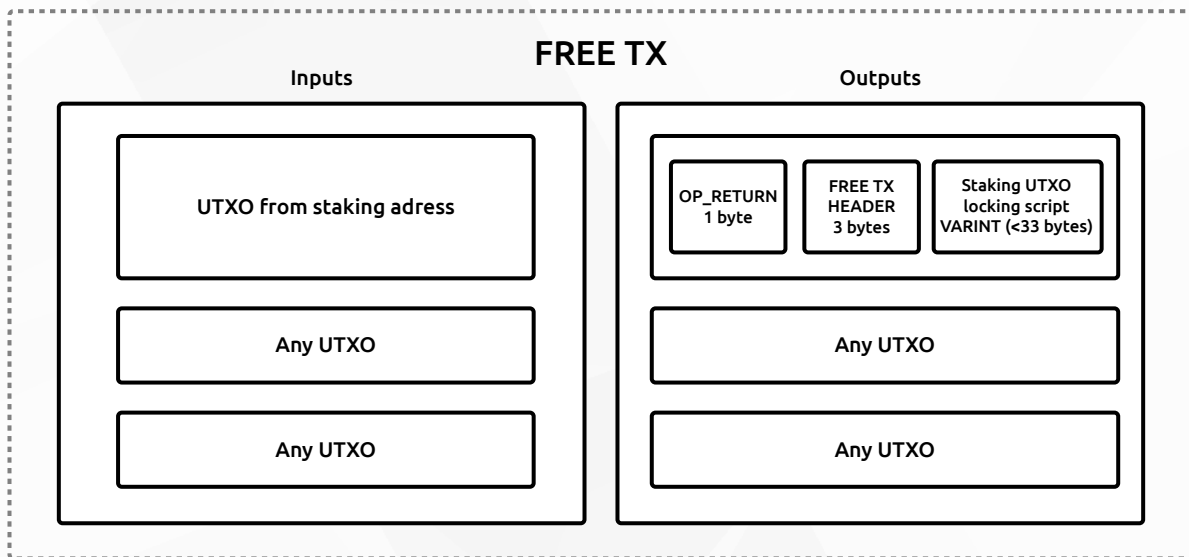 FREE TX
Inputs
UTXO from staking adress
Any UTXO
Any UTXO
Outputs
OP_RETURN
1 byte
FREE TX
HEADER
3 bytes
Staking UTXO
locking script
VARINT (<33 bytes)
Any UTXO
Any UTXO